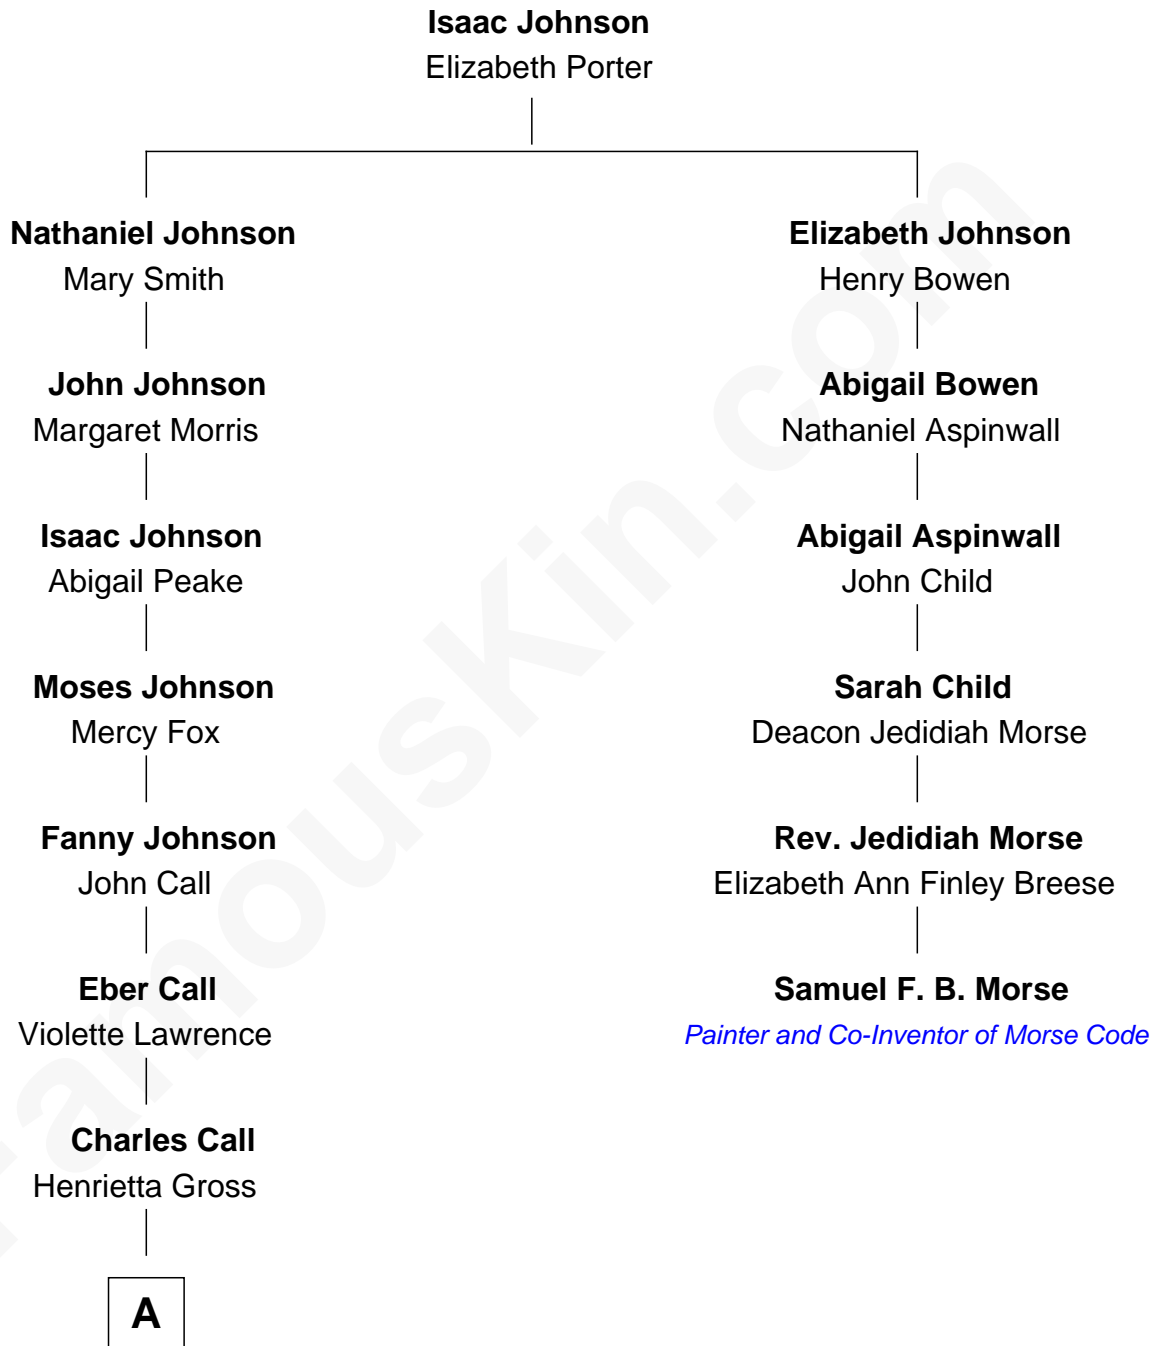 Isaac Johnson
Elizabeth Porter
Nathaniel Johnson
Mary Smith
Elizabeth Johnson
Henry Bowen
John Johnson
Margaret Morris
Abigail Bowen
Nathaniel Aspinwall
Isaac Johnson
Abigail Peake
Abigail Aspinwall
John Child
Moses Johnson
Mercy Fox
Sarah Child
Deacon Jedidiah Morse
Fanny Johnson
John Call
Rev. Jedidiah Morse
Elizabeth Ann Finley Breese
Eber Call
Violette Lawrence
Samuel F. B. Morse
Painter and Co-Inventor of Morse Code
Charles Call
Henrietta Gross
A
FamousKin.com